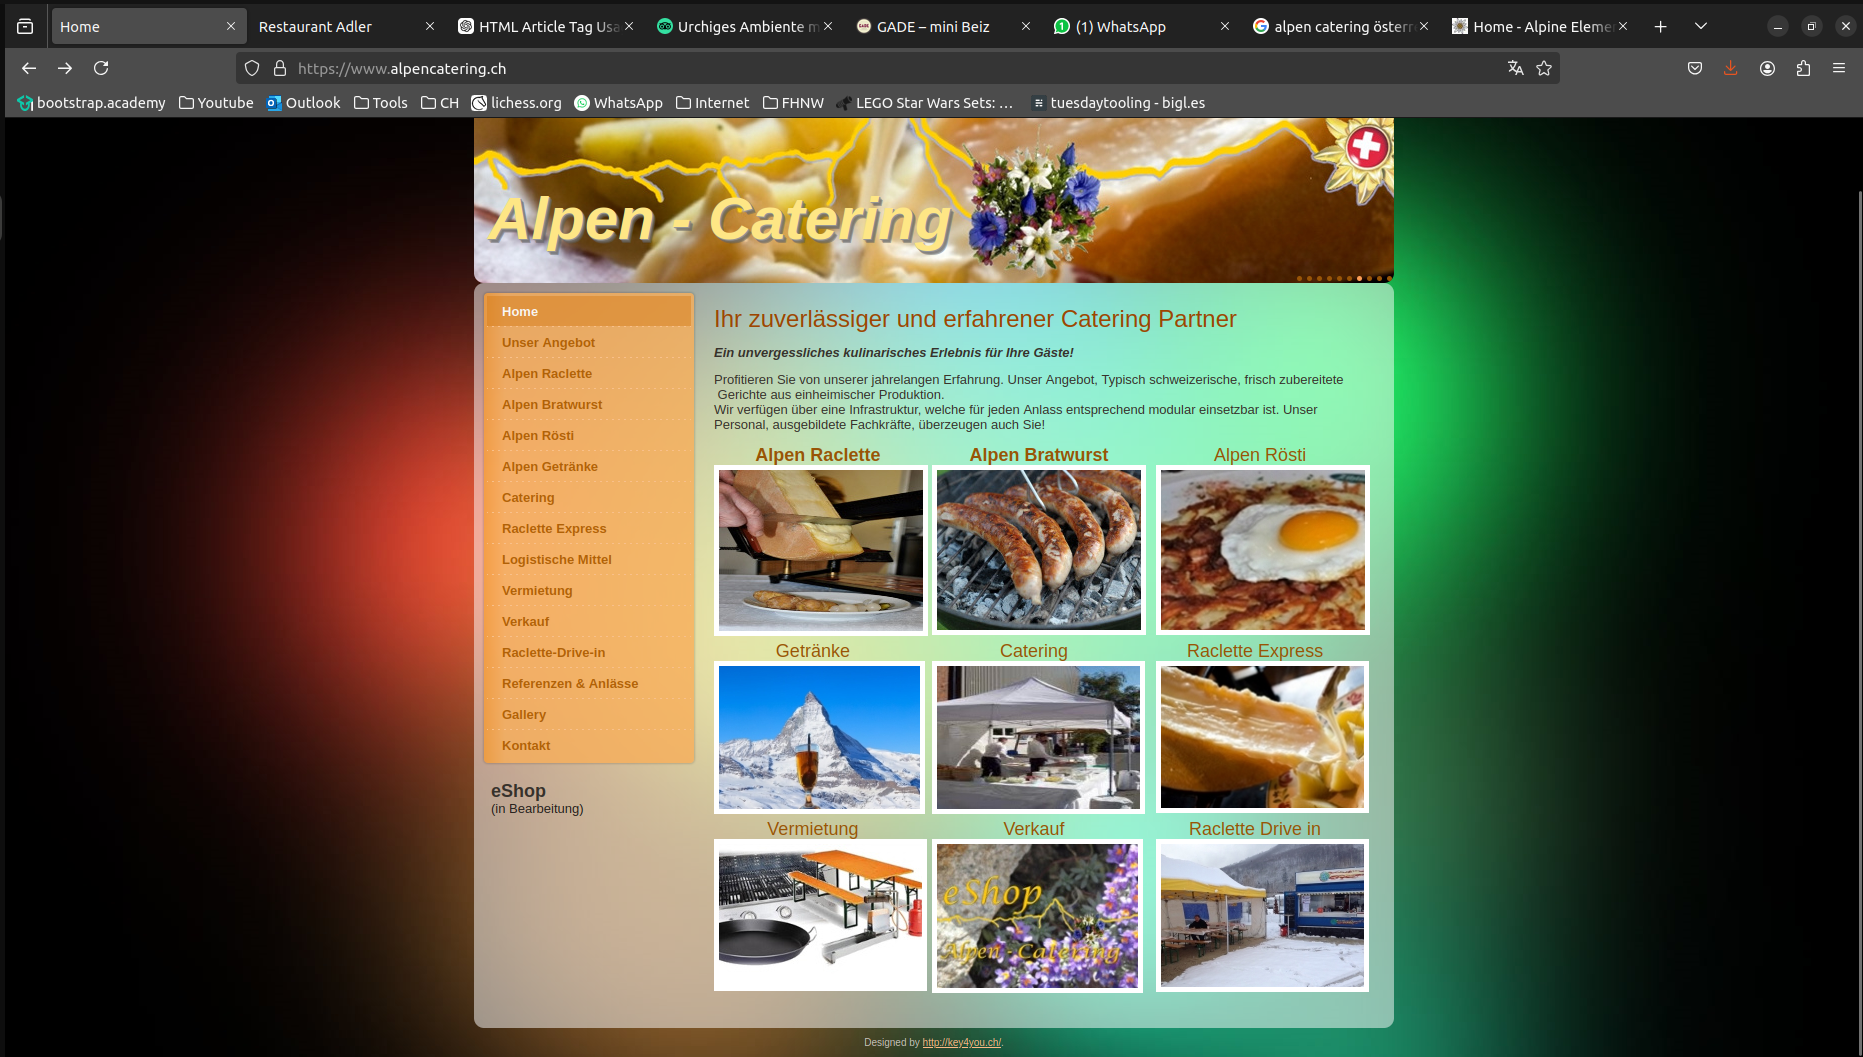 Home
Restaurant Adler
HTML Article Tag Usa
Urchiges Ambiente m
GADE – mini Beiz
(1) WhatsApp
alpen catering österr
Home - Alpine Eleme
https://www.alpencatering.ch
bootstrap.academy
Youtube
Outlook
Tools
CH
lichess.org
WhatsApp
Internet
FHNW
LEGO Star Wars Sets: …
tuesdaytooling - bigl.es
Alpen - Catering
Home
Unser Angebot
Alpen Raclette
Alpen Bratwurst
Alpen Rösti
Alpen Getränke
Catering
Raclette Express
Logistische Mittel
Vermietung
Verkauf
Raclette-Drive-in
Referenzen & Anlässe
Gallery
Kontakt
eShop
(in Bearbeitung)
Ihr zuverlässiger und erfahrener Catering Partner
Ein unvergessliches kulinarisches Erlebnis für Ihre Gäste!
Profitieren Sie von unserer jahrelangen Erfahrung. Unser Angebot, Typisch schweizerische, frisch zubereitete
Gerichte aus einheimischer Produktion.
Wir verfügen über eine Infrastruktur, welche für jeden Anlass entsprechend modular einsetzbar ist. Unser
Personal, ausgebildete Fachkräfte, überzeugen auch Sie!
Alpen Raclette
Alpen Bratwurst
Alpen Rösti
Getränke
Catering
Raclette Express
Vermietung
Verkauf
Raclette Drive in
eShop
Alpen - Catering
Designed by http://key4you.ch/.